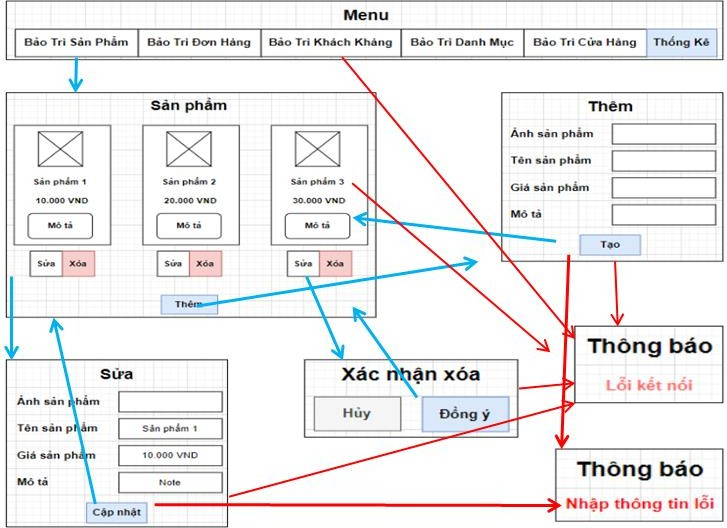 Menu
Bảo Trì Sản Phẩm Bảo Trì Đơn Hàng Bảo Trì Khách Kháng Bảo Trì Danh Mục Bảo Trì Cửa Hàng Thống Kê
Sản phẩm
Sản phẩm 1 Sản phẩm 2 Sản phẩm 3
10.000 VND 20.000 VND 30.000 VND
Mô tả Mô tả Mô tả
Sửa Xóa Sửa Xóa Sửa Xóa
Thêm
Thêm
Ảnh sản phẩm
Tên sản phẩm
Giá sản phẩm
Mô tả
Tạo
Sửa
Ảnh sản phẩm
Tên sản phẩm Sản phẩm 1
Giá sản phẩm 10.000 VND
Mô tả Note
Cập nhật
Xác nhận xóa
Hủy Đồng ý
Thông báo
Lỗi kết nối
Thông báo
Nhập thông tin lỗi